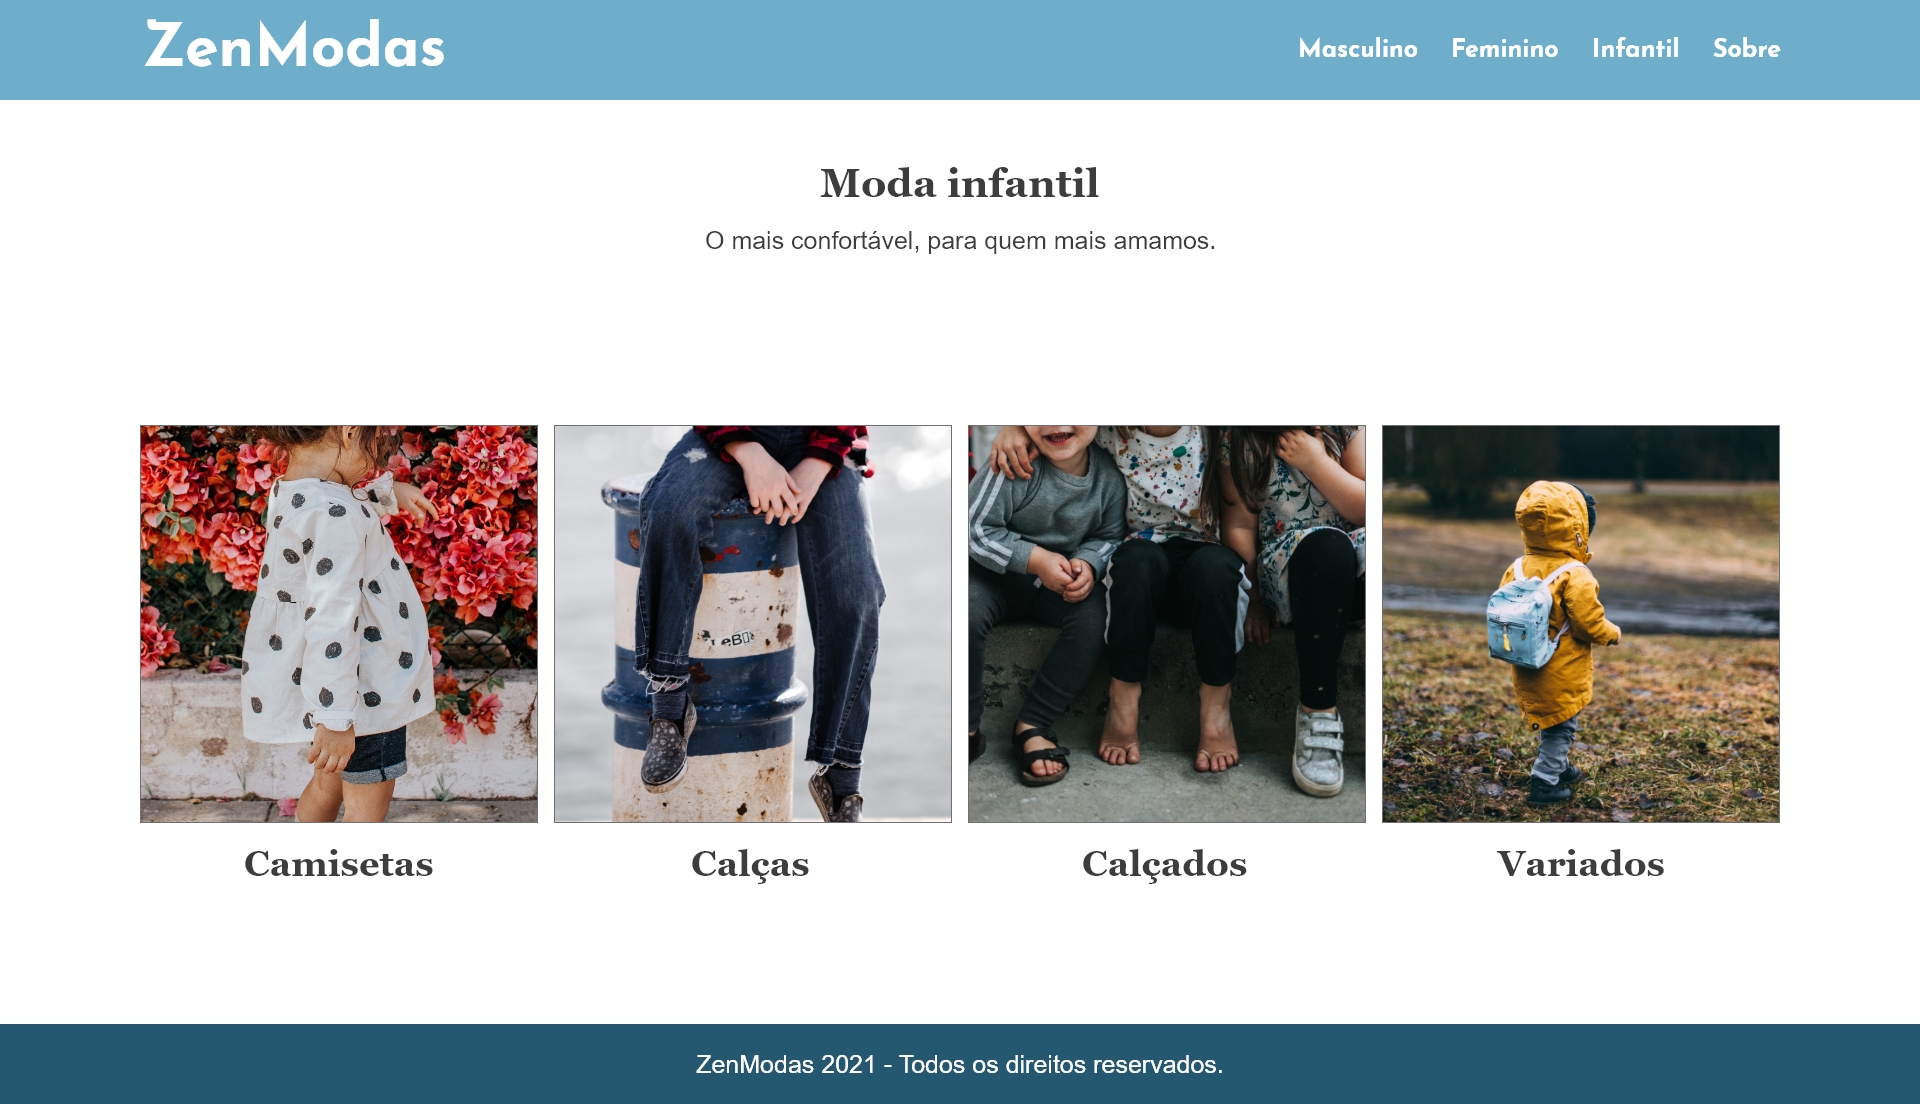 ZenModas
Masculino Feminino Infantil Sobre
Moda infantil
O mais confortável, para quem mais amamos.
Camisetas Calças Calçados Variados
ZenModas 2021 - Todos os direitos reservados.